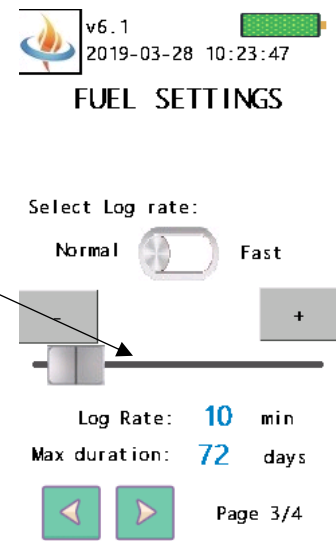 v6.1
2019-03-28 10:23:47
FUEL SETTINGS
Select Log rate:
Normal Fast
- +
Log Rate: 10 min
Max duration: 72 days
< > Page 3/4